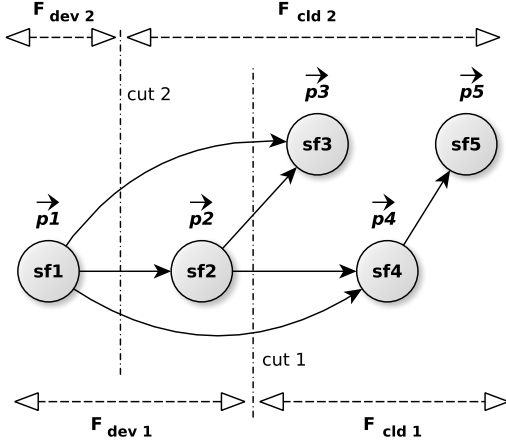 F dev 2
F cld 2
cut 2
p3
p5
sf3
sf5
p1
p2
p4
sf1
sf2
sf4
cut 1
F dev 1
F cld 1